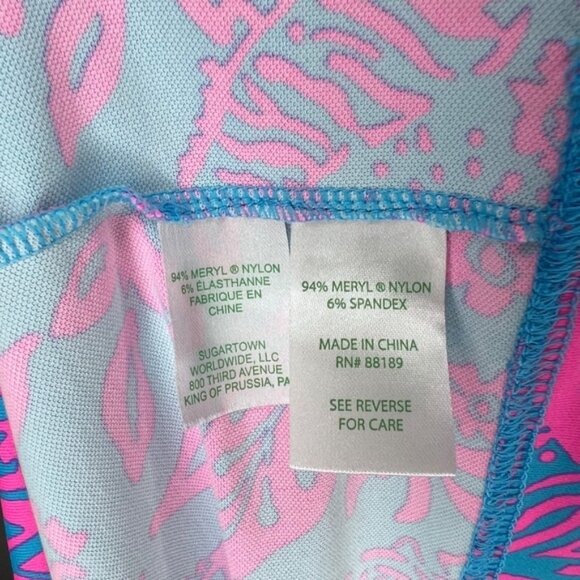 94% MERYL ® NYLON
6% ÉLASTHANNE
FABRIQUE EN
CHINE
SUGARTOWN
WORLDWIDE, LLC
800 THIRD AVENUE
KING OF PRUSSIA, PA
94% MERYL ® NYLON
6% SPANDEX
MADE IN CHINA
RN# 88189
SEE REVERSE
FOR CARE